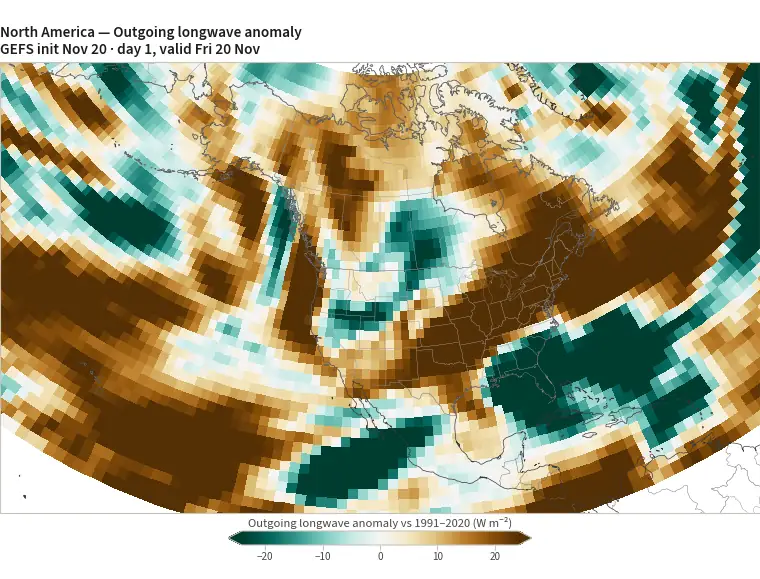 North America — Outgoing longwave anomaly
GEFS init Nov 20 · day 1, valid Fri 20 Nov
Outgoing longwave anomaly vs 1991–2020 (W m⁻²)
−20 −10 0 10 20